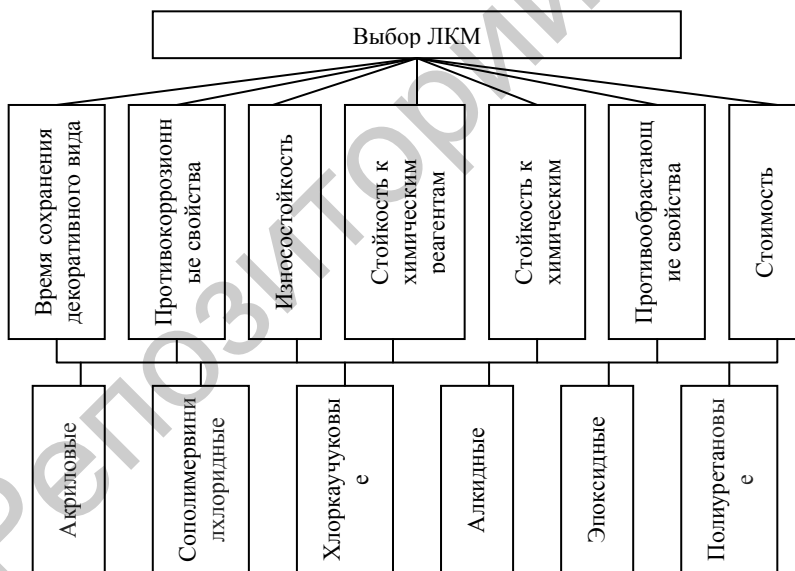 Выбор ЛКМ
Время сохранения
декоративного вида
Противокоррозионн
ые свойства
Износостойкость
Стойкость к
химическим
реагентам
Стойкость к
химическим
Противообрастающ
ие свойства
Стоимость
Акриловые
Сополимервини
лхлоридные
Хлоркаучуковы
е
Алкидные
Эпоксидные
Полиуретановы
е
Репозиторий